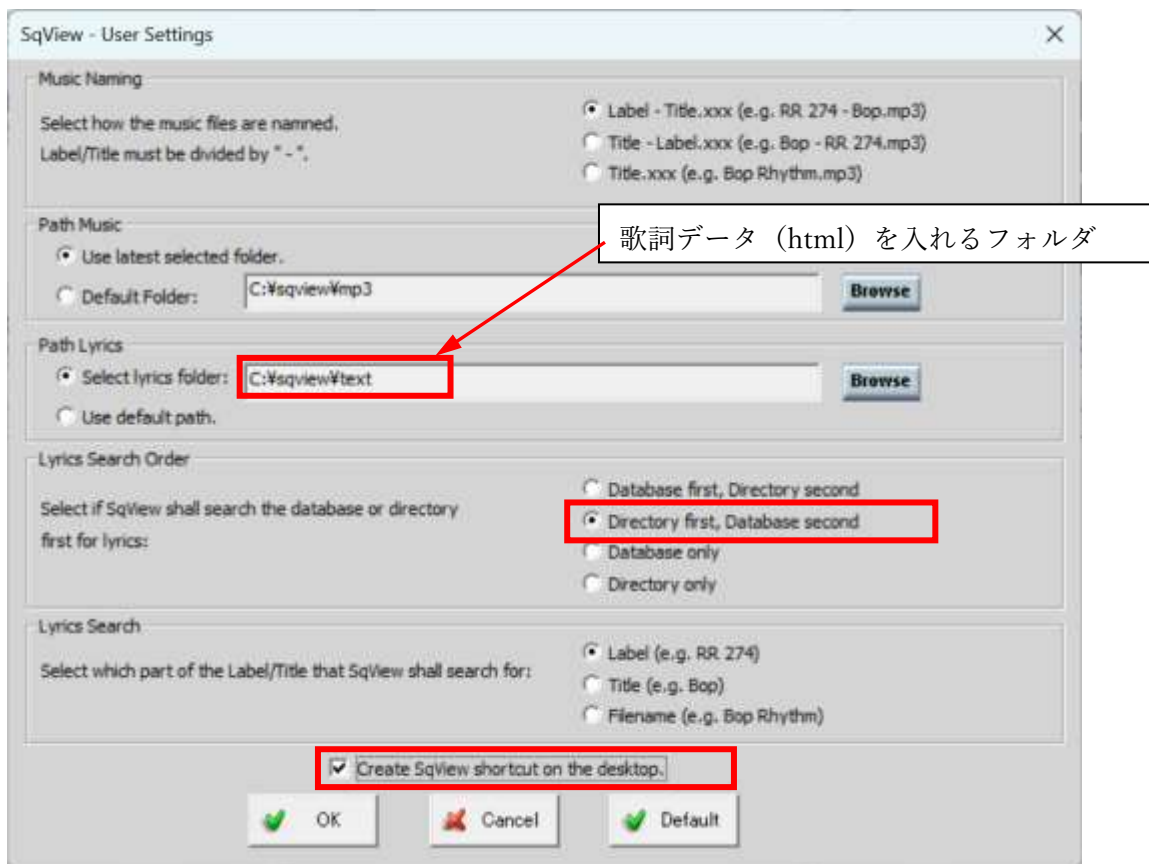 SqView - User Settings
Music Naming
Select how the music files are namned.
Label/Title must be divided by " - ".
Label - Title.xxx (e.g. RR 274 - Bop.mp3)
Title - Label.xxx (e.g. Bop - RR 274.mp3)
Title.xxx (e.g. Bop Rhythm.mp3)
歌詞データ（html）を入れるフォルダ
Path Music
Use latest selected folder.
Default Folder:
C:¥sqview¥mp3
Browse
Path Lyrics
Select lyrics folder:
C:¥sqview¥text
Browse
Use default path.
Lyrics Search Order
Select if SqView shall search the database or directory
first for lyrics:
Database first, Directory second
Directory first, Database second
Database only
Directory only
Lyrics Search
Select which part of the Label/Title that SqView shall search for:
Label (e.g. RR 274)
Title (e.g. Bop)
Filename (e.g. Bop Rhythm)
Create SqView shortcut on the desktop.
OK
Cancel
Default